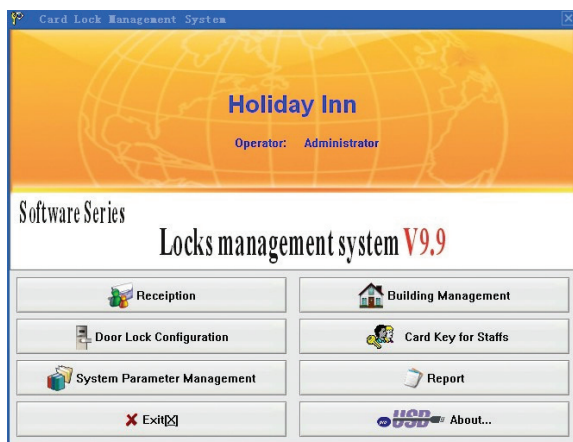 Card Lock Management System
Holiday Inn
Operator: Administrator
Software Series
Locks management system V9.9
Receiption
Building Management
Door Lock Configuration
Card Key for Staffs
System Parameter Management
Report
Exit[X]
USB About...